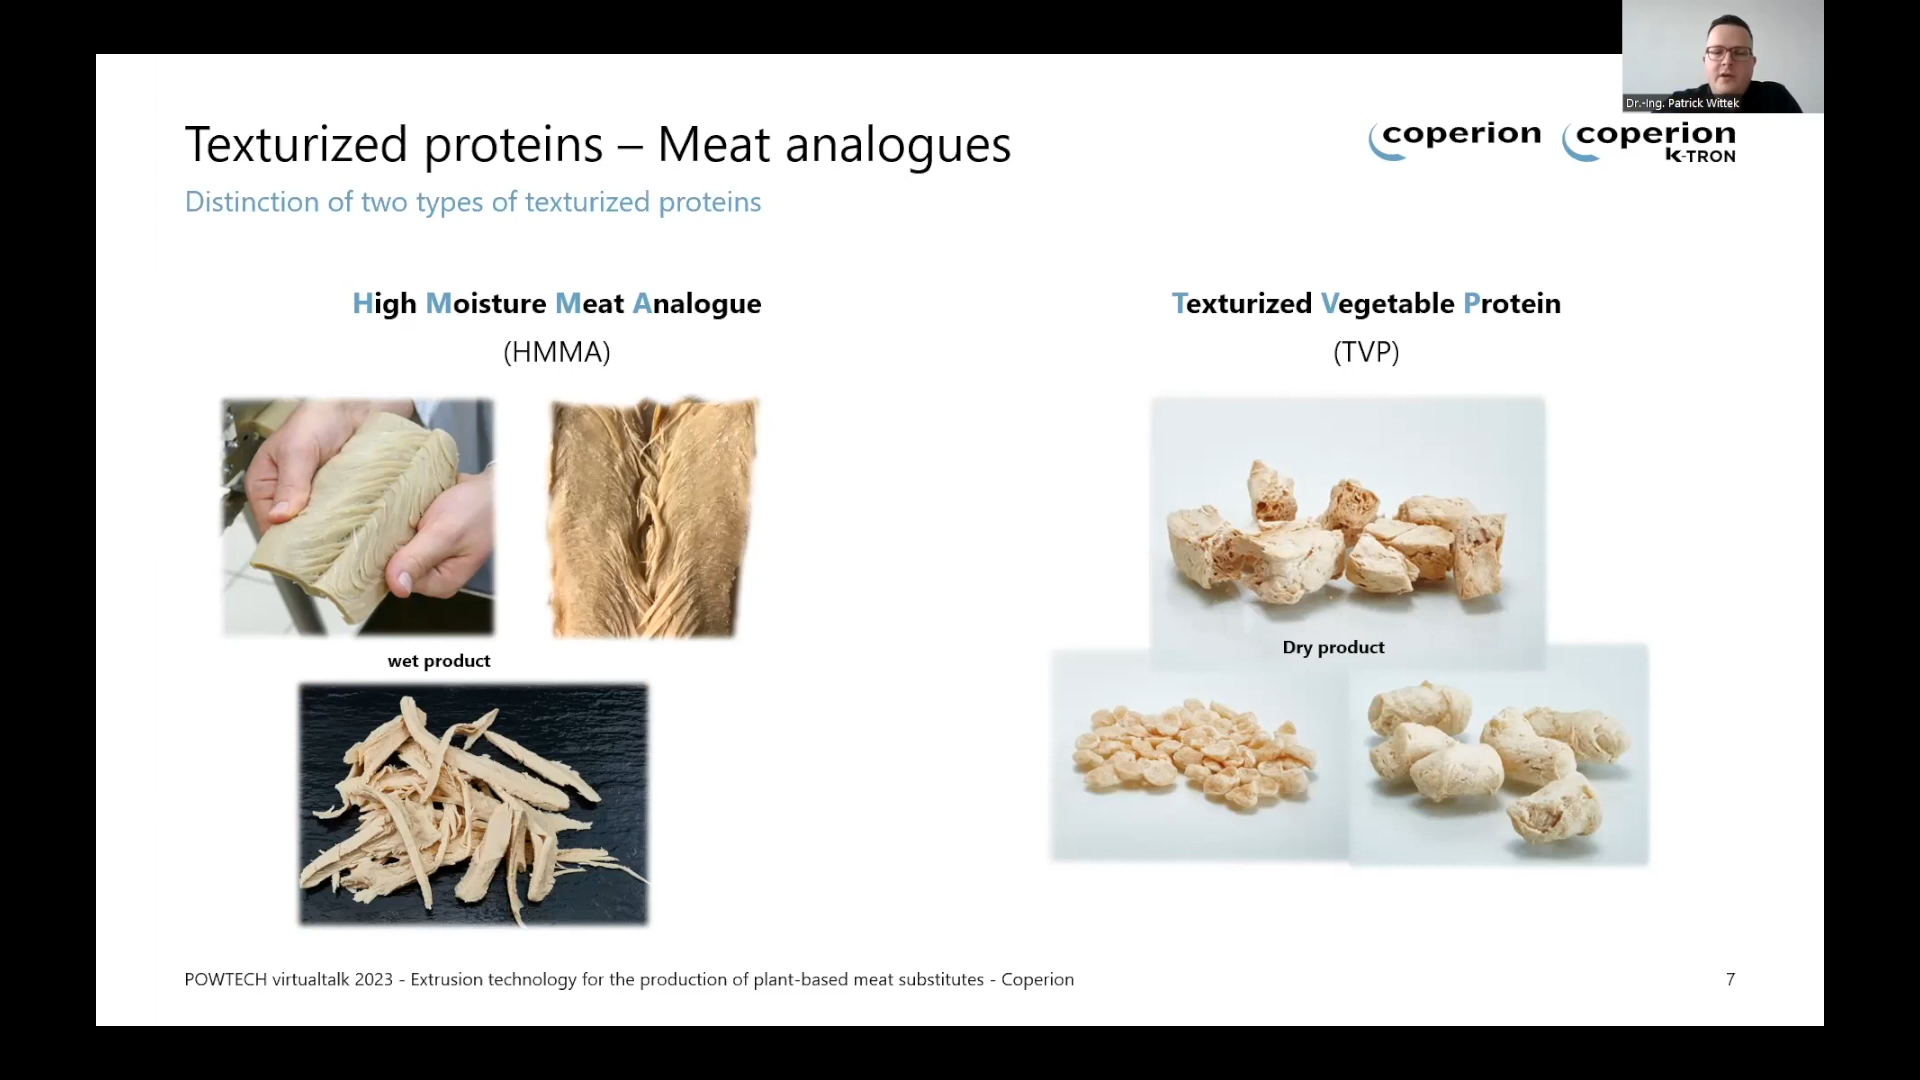 Dr.-Ing. Patrick Wittek
Texturized proteins – Meat analogues
coperion
coperion
K-TRON
Distinction of two types of texturized proteins
High Moisture Meat Analogue
(HMMA)
wet product
Texturized Vegetable Protein
(TVP)
Dry product
POWTECH virtualtalk 2023 - Extrusion technology for the production of plant-based meat substitutes - Coperion
7